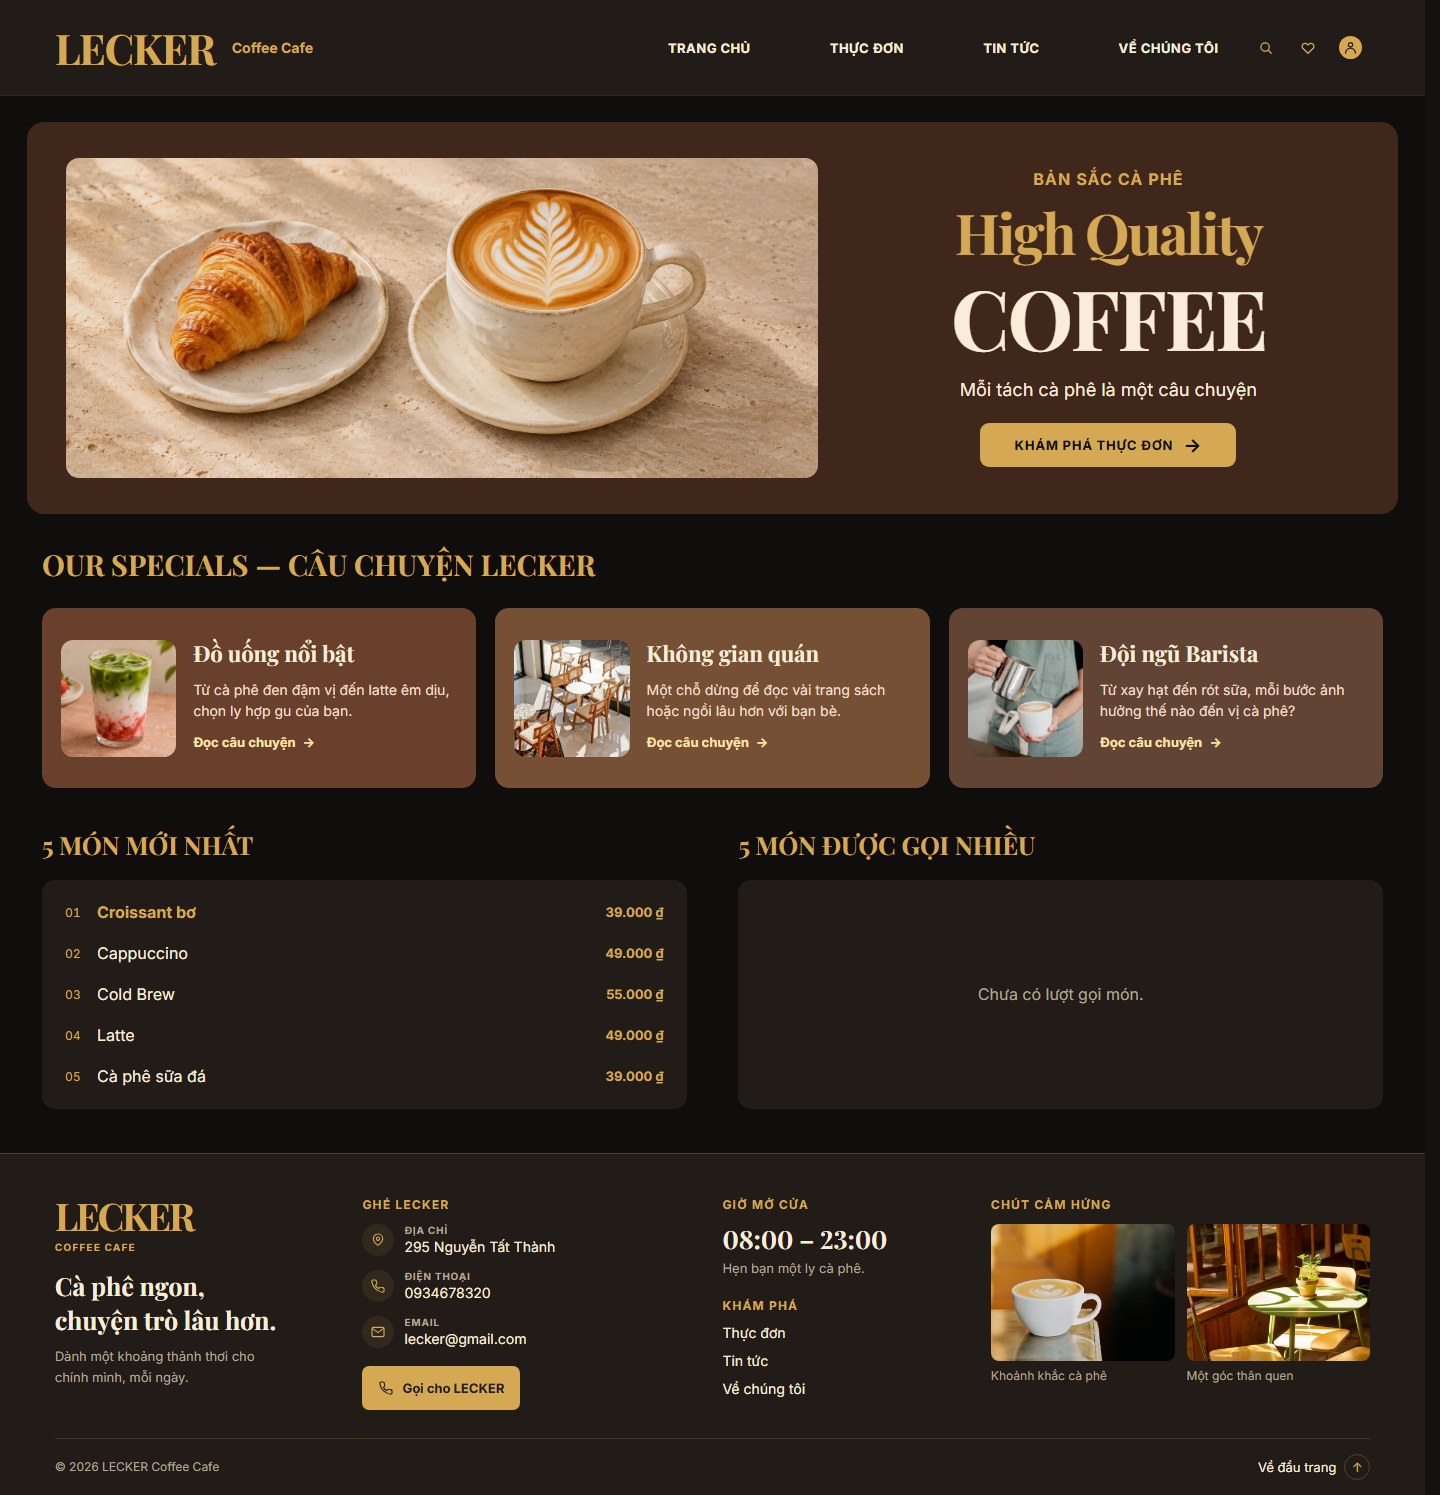 LECKER Coffee Cafe
TRANG CHỦ THỰC ĐƠN TIN TỨC VỀ CHÚNG TÔI
BẢN SẮC CÀ PHÊ
High Quality
COFFEE
Mỗi tách cà phê là một câu chuyện
KHÁM PHÁ THỰC ĐƠN →
OUR SPECIALS — CÂU CHUYỆN LECKER
Đồ uống nổi bật
Từ cà phê đen đậm vị đến latte êm dịu,
chọn ly hợp gu của bạn.
Đọc câu chuyện →
Không gian quán
Một chỗ dừng để đọc vài trang sách
hoặc ngồi lâu hơn với bạn bè.
Đọc câu chuyện →
Đội ngũ Barista
Từ xay hạt đến rót sữa, mỗi bước ảnh
hưởng thế nào đến vị cà phê?
Đọc câu chuyện →
5 MÓN MỚI NHẤT
01 Croissant bơ 39.000 ₫
02 Cappuccino 49.000 ₫
03 Cold Brew 55.000 ₫
04 Latte 49.000 ₫
05 Cà phê sữa đá 39.000 ₫
5 MÓN ĐƯỢC GỌI NHIỀU
Chưa có lượt gọi món.
LECKER
COFFEE CAFE
Cà phê ngon,
chuyện trò lâu hơn.
Dành một khoảng thảnh thơi cho
chính mình, mỗi ngày.
GHÉ LECKER
ĐỊA CHỈ
295 Nguyễn Tất Thành
ĐIỆN THOẠI
0934678320
EMAIL
lecker@gmail.com
Gọi cho LECKER
GIỜ MỞ CỬA
08:00 – 23:00
Hẹn bạn một ly cà phê.
KHÁM PHÁ
Thực đơn
Tin tức
Về chúng tôi
CHÚT CẢM HỨNG
Khoảnh khắc cà phê
Một góc thân quen
© 2026 LECKER Coffee Cafe
Về đầu trang ↑